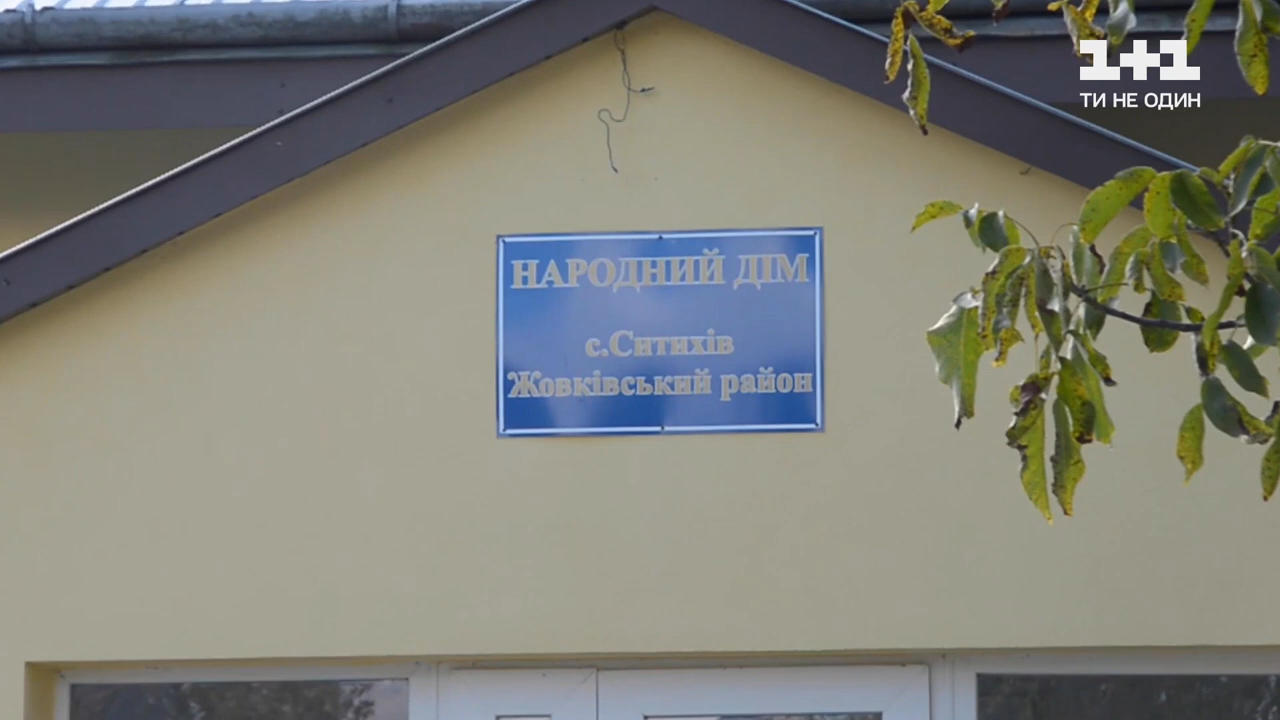 1+1
ТИ НЕ ОДИН
НАРОДНИЙ ДІМ
с.Ситихів
Жовківський район